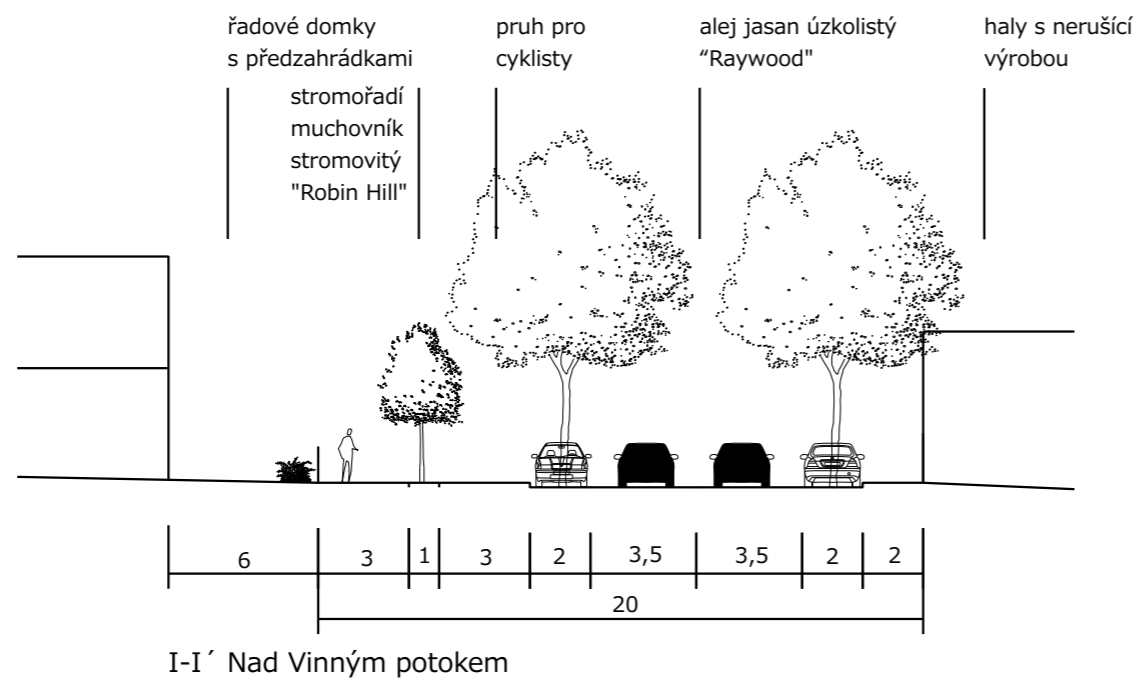 řadové domky
s předzahrádkami
stromořadí
muchovník
stromovitý
"Robin Hill"
pruh pro
cyklisty
alej jasan úzkolistý
“Raywood"
haly s nerušící
výrobou
6
3
1
3
2
3,5
3,5
2
2
20
I-I´ Nad Vinným potokem